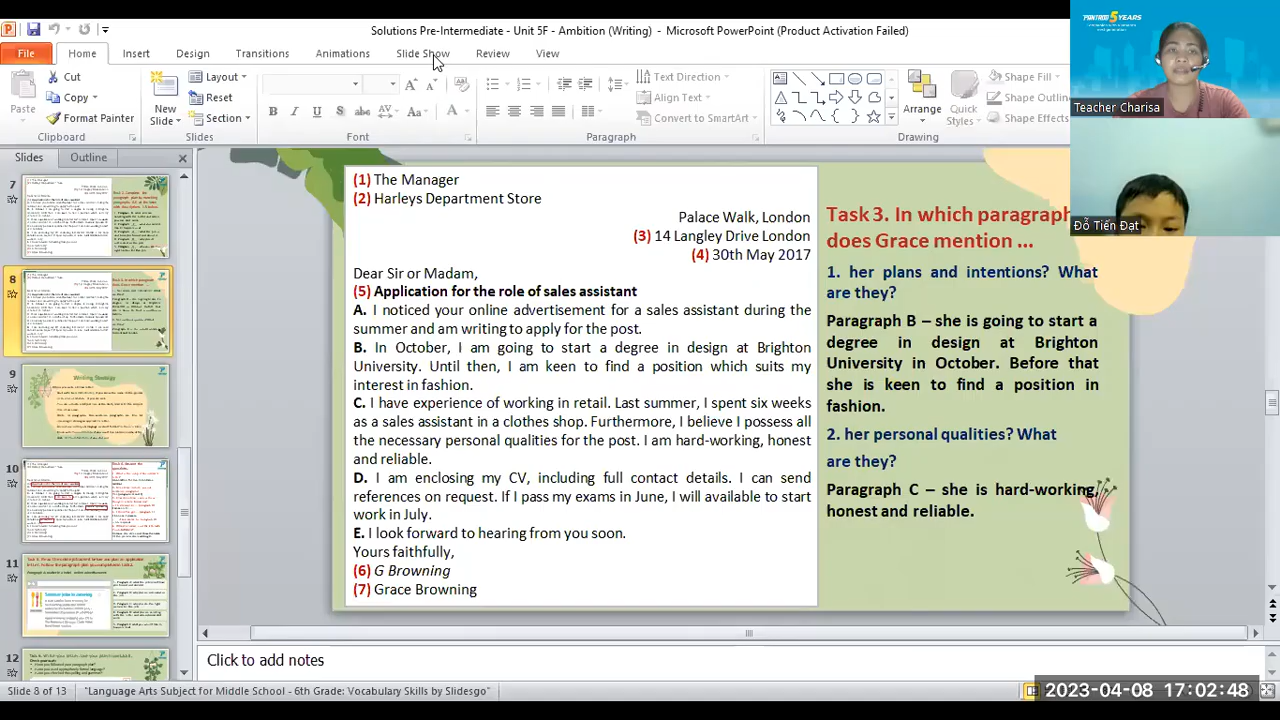 So  e-Intermediate - Unit 5F - Ambition (Writing) - Microsoft PowerPoint (Product Activation Failed)
File Home Insert Design Transitions Animations Slide Show Review View
Paste Cut Copy Format Painter Clipboard
New Slide Layout Reset Section Slides
Font
Text Direction Align Text Convert to SmartArt Paragraph
Arrange Quick Styles Shape Fill Shape Outline Shape Effects Drawing
PANTADO 5 YEARS
Teacher Charisa
Đỗ Tiến Đạt
Slides Outline
7
8
9
Writing Strategy
10
11
12
(1) The Manager
(2) Harleys Department Store
Palace Walk, London
(3) 14 Langley Drive London
(4) 30th May 2017
Dear Sir or Madam,
(5) Application for the role of sales assistant
A. I noticed your online advertisement for a sales assistant during the
summer and am writing to apply for the post.
B. In October, I am going to start a degree in design at Brighton
University. Until then, I am keen to find a position which suits my
interest in fashion.
C. I have experience of working in retail. Last summer, I spent six weeks
as a sales assistant in a clothes shop. Furthermore, I believe I possess all
the necessary personal qualities for the post. I am hard-working, honest
and reliable.
D. I am enclosing my CV, including full contact details. I can send
references on request. If I pass my exams in June, I will available to start
work in July.
E. I look forward to hearing from you soon.
Yours faithfully,
(6) G Browning
(7) Grace Browning
Task 3. In which paragraph
does Grace mention ...
1. her plans and intentions? What
are they?
Paragraph B – she is going to start a
degree in design at Brighton
University in October. Before that
she is keen to find a position in
fashion.
2. her personal qualities? What
are they?
Paragraph C – she is hard-working,
honest and reliable.
Click to add notes
Slide 8 of 13 "Language Arts Subject for Middle School - 6th Grade: Vocabulary Skills by Slidesgo"
2023-04-08 17:02:48